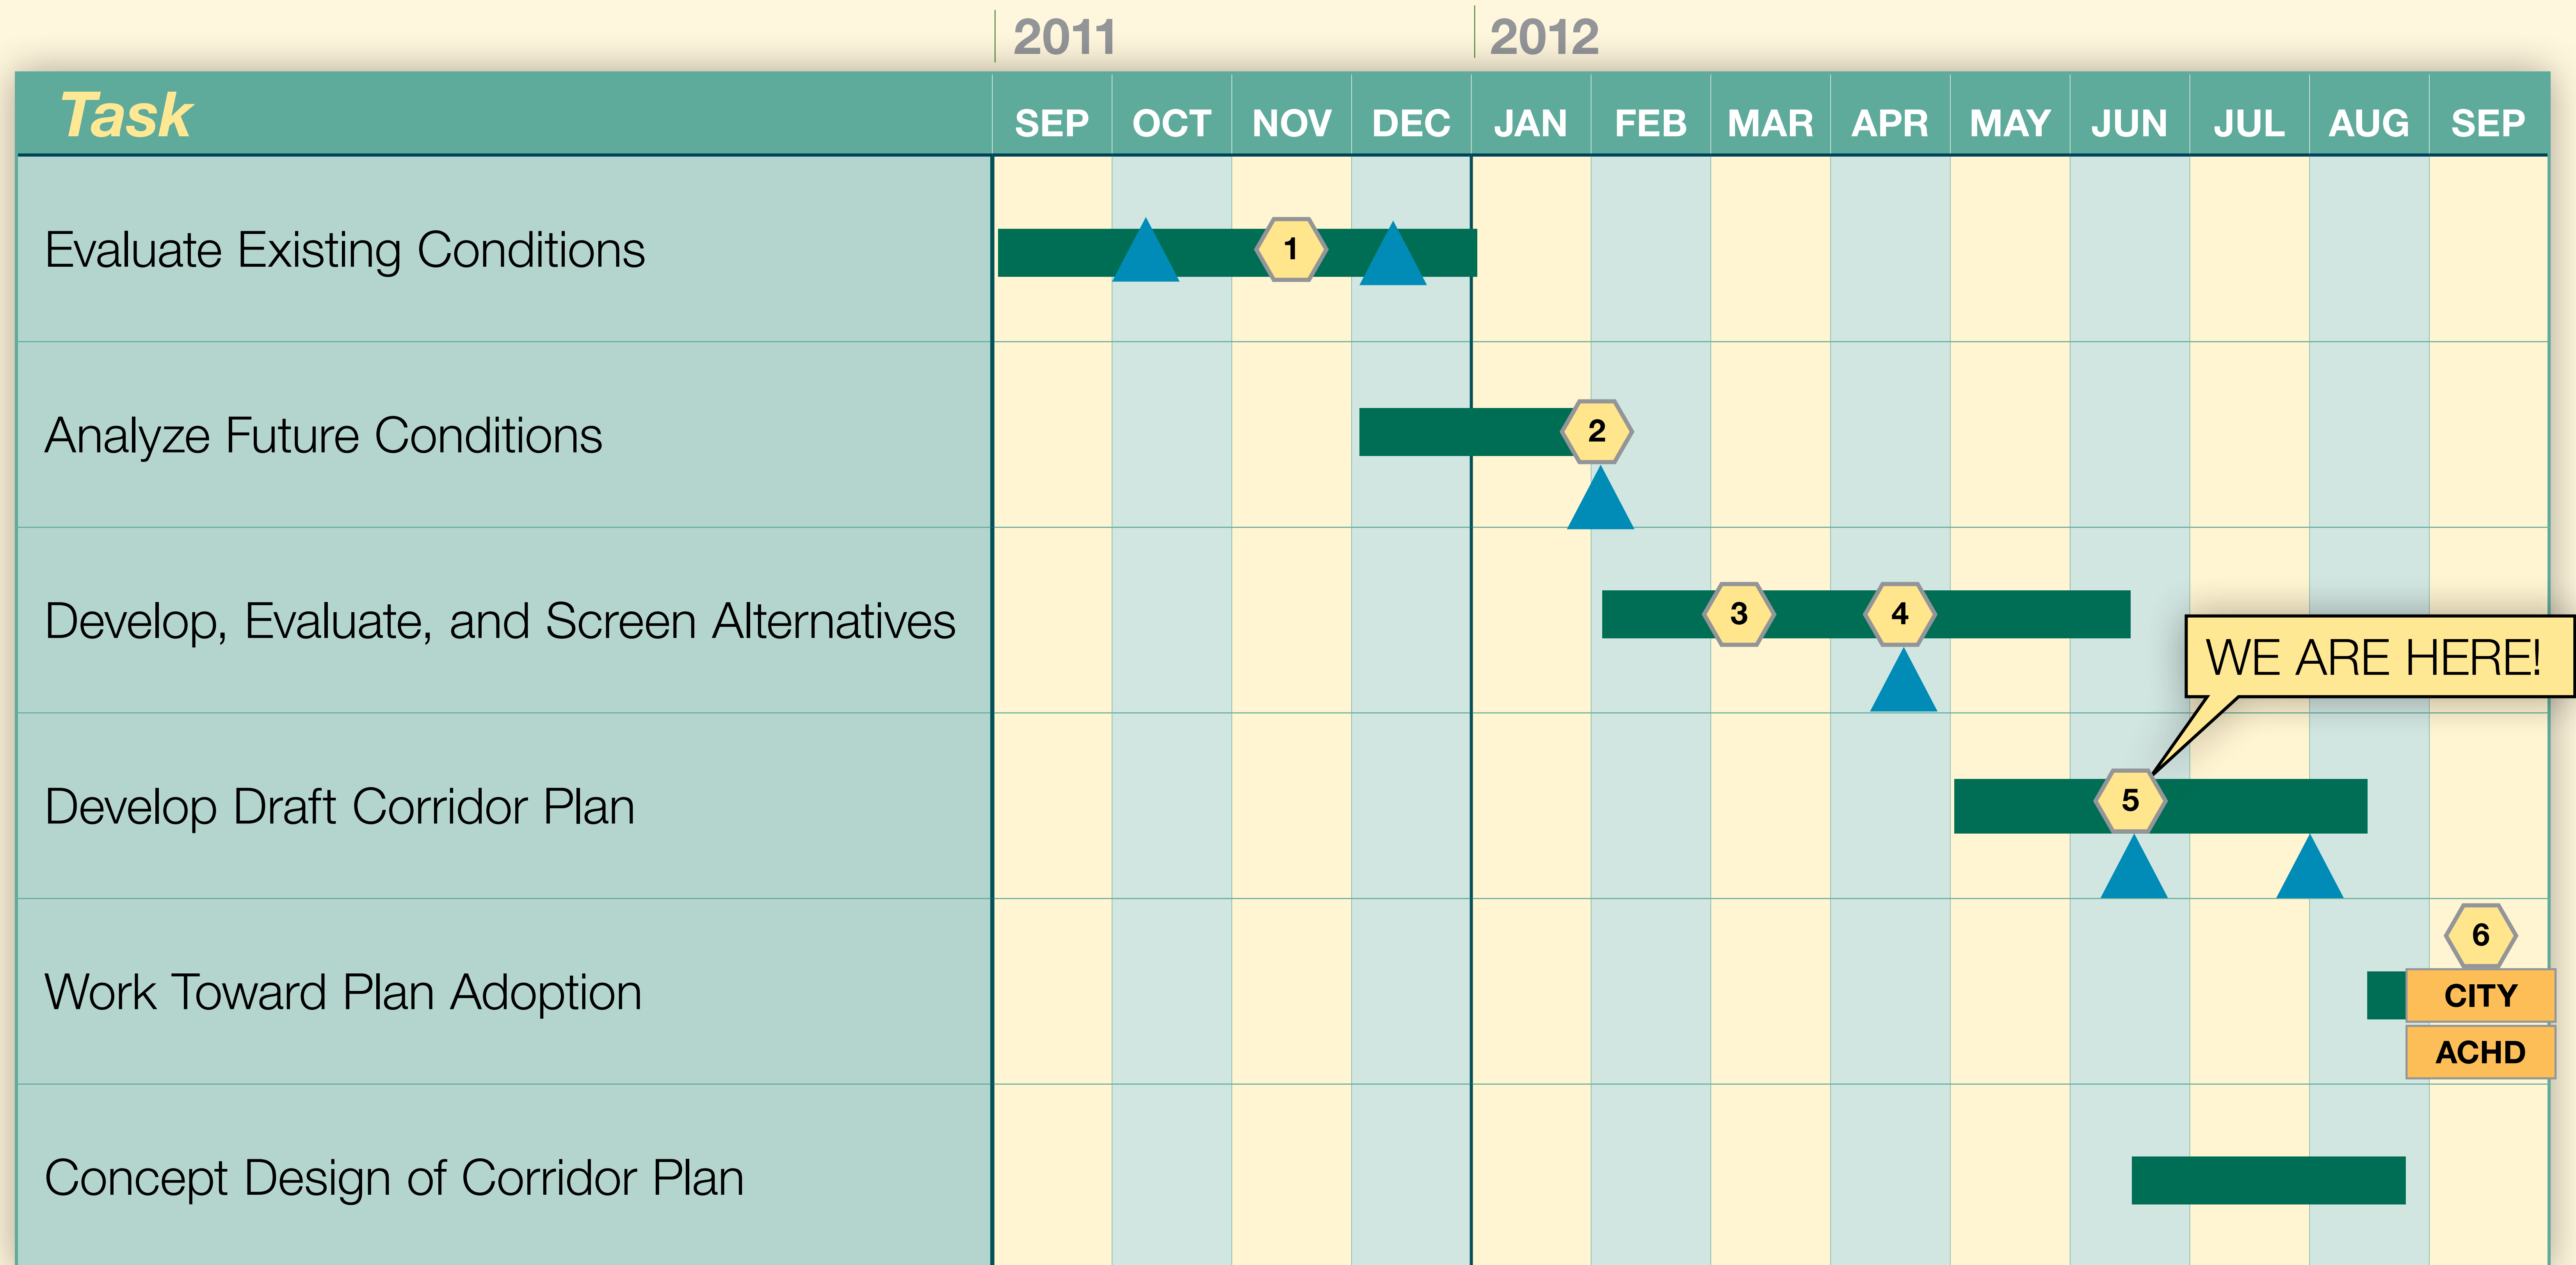 2011 2012
Task SEP OCT NOV DEC JAN FEB MAR APR MAY JUN JUL AUG SEP
Evaluate Existing Conditions 1
Analyze Future Conditions 2
Develop, Evaluate, and Screen Alternatives 3 4
WE ARE HERE!
Develop Draft Corridor Plan 5
6
Work Toward Plan Adoption CITY
ACHD
Concept Design of Corridor Plan